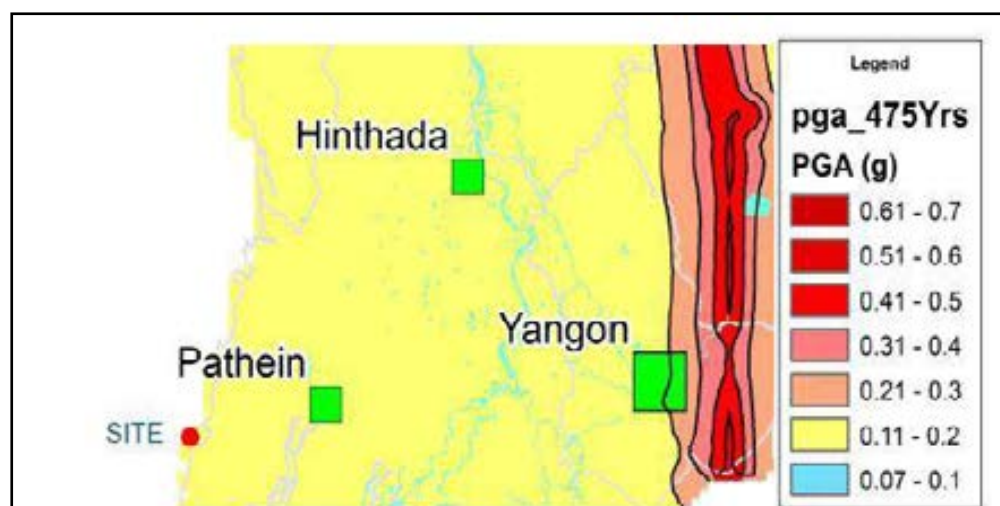 Hinthada
Yangon
Pathein
SITE
Legend
pga_475Yrs
PGA (g)
0.61 - 0.7
0.51 - 0.6
0.41 - 0.5
0.31 - 0.4
0.21 - 0.3
0.11 - 0.2
0.07 - 0.1